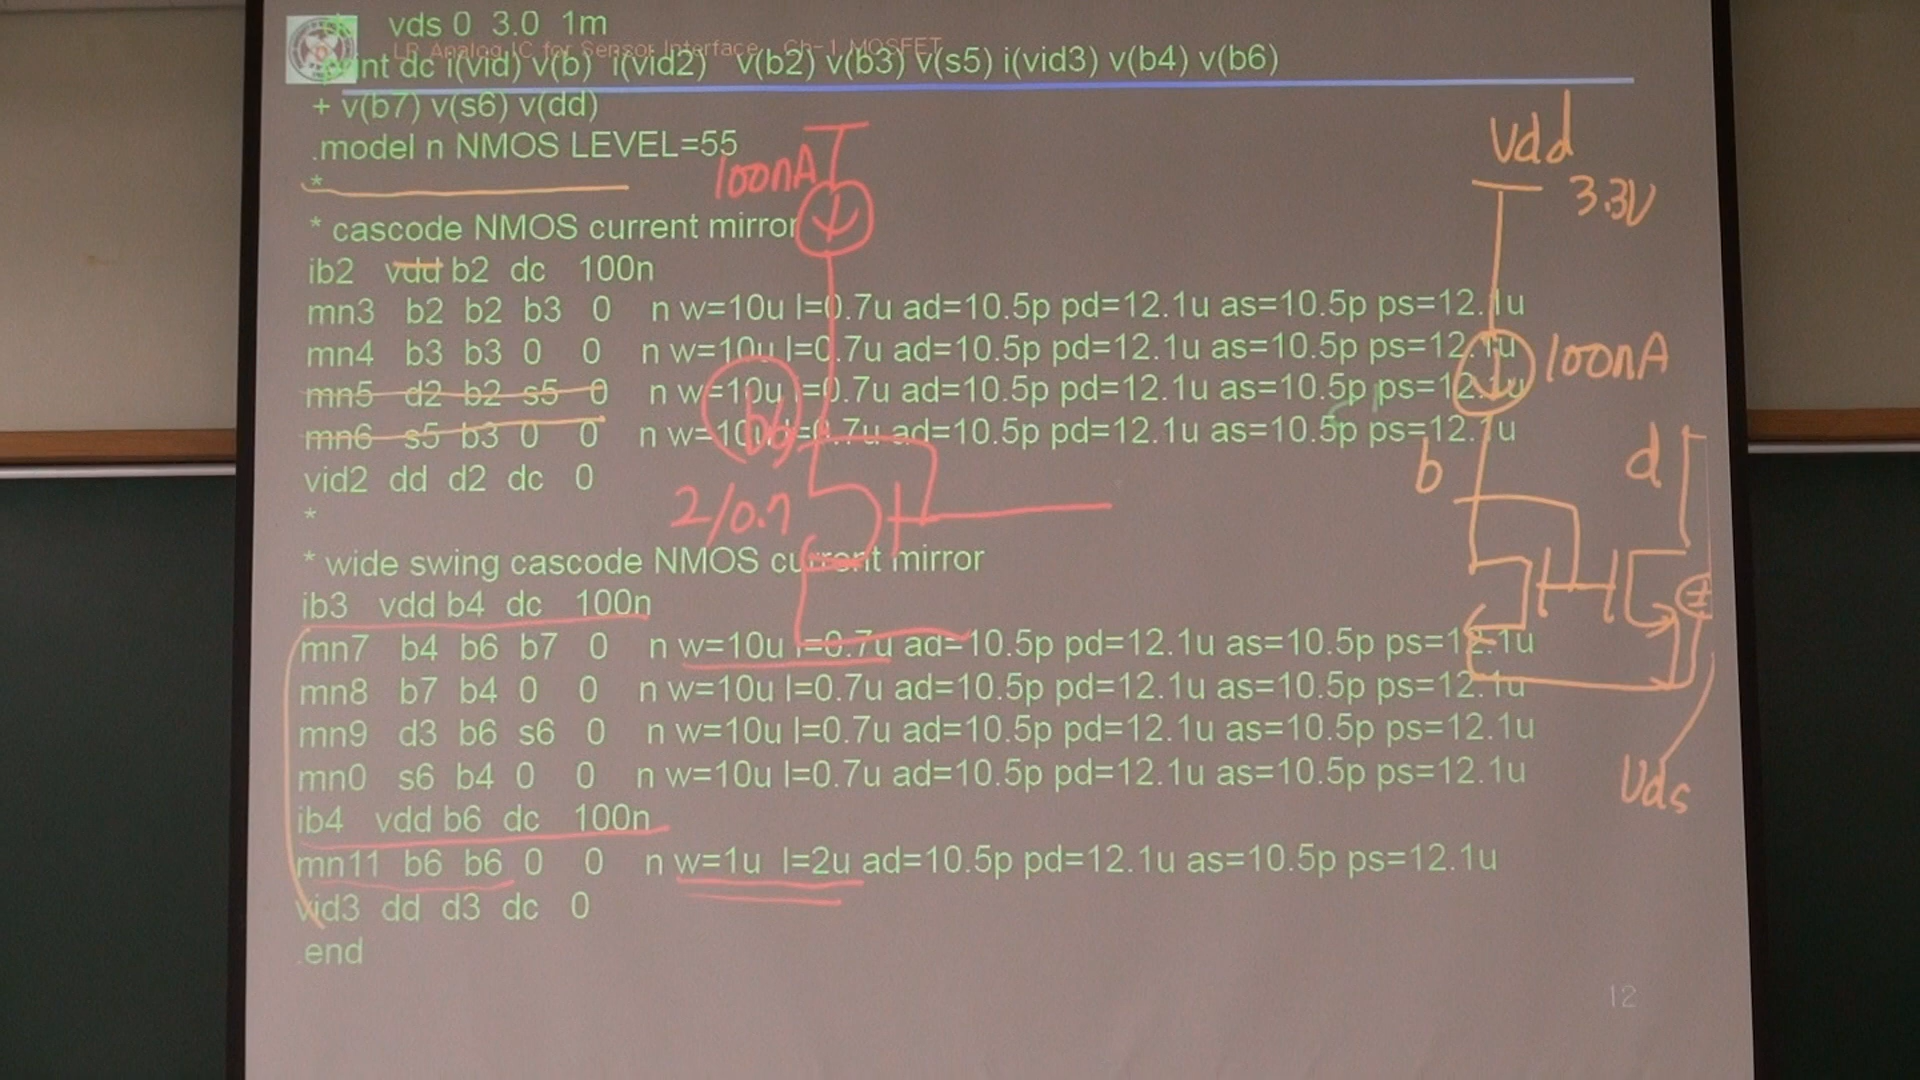 vds 0 3.0 1m
LR Analog IC for Sensor Interface Ch-1 MOSFET
print dc i(vid) v(b) i(vid2) v(b2) v(b3) v(s5) i(vid3) v(b4) v(b6)
+ v(b7) v(s6) v(dd)
.model n NMOS LEVEL=55
*
* cascode NMOS current mirror
ib2 vdd b2 dc 100n
mn3 b2 b2 b3 0 n w=10u l=0.7u ad=10.5p pd=12.1u as=10.5p ps=12.1u
mn4 b3 b3 0 0 n w=10u l=0.7u ad=10.5p pd=12.1u as=10.5p ps=12.1u
mn5 d2 b2 s5 0 n w=10u l=0.7u ad=10.5p pd=12.1u as=10.5p ps=12.1u
mn6 s5 b3 0 0 n w=10u l=0.7u ad=10.5p pd=12.1u as=10.5p ps=12.1u
vid2 dd d2 dc 0
*
* wide swing cascode NMOS current mirror
ib3 vdd b4 dc 100n
mn7 b4 b6 b7 0 n w=10u l=0.7u ad=10.5p pd=12.1u as=10.5p ps=12.1u
mn8 b7 b4 0 0 n w=10u l=0.7u ad=10.5p pd=12.1u as=10.5p ps=12.1u
mn9 d3 b6 s6 0 n w=10u l=0.7u ad=10.5p pd=12.1u as=10.5p ps=12.1u
mn0 s6 b4 0 0 n w=10u l=0.7u ad=10.5p pd=12.1u as=10.5p ps=12.1u
ib4 vdd b6 dc 100n
mn11 b6 b6 0 0 n w=1u l=2u ad=10.5p pd=12.1u as=10.5p ps=12.1u
vid3 dd d3 dc 0
.end
12
100nA
b6
2/0.7
Vdd
3.3V
100nA
b
d
Vds